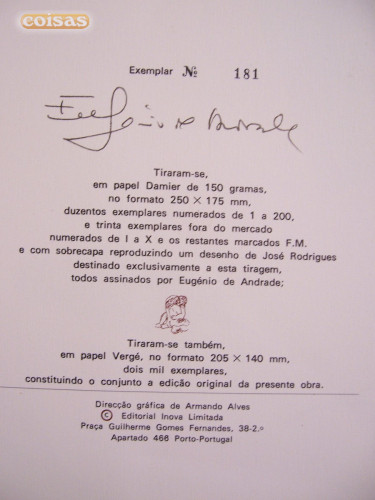 coisas
Exemplar № 181
Eugénio de Andrade
Tiraram-se,
em papel Damier de 150 gramas,
no formato 250 × 175 mm,
duzentos exemplares numerados de 1 a 200,
e trinta exemplares fora do mercado
numerados de I a X e os restantes marcados F.M.
e com sobrecapa reproduzindo um desenho de José Rodrigues
destinado exclusivamente a esta tiragem,
todos assinados por Eugénio de Andrade;
Tiraram-se também,
em papel Vergé, no formato 205 × 140 mm,
dois mil exemplares,
constituindo o conjunto a edição original da presente obra.
Direcção gráfica de Armando Alves
© Editorial Inova Limitada
Praça Guilherme Gomes Fernandes, 38-2.º
Apartado 466 Porto-Portugal